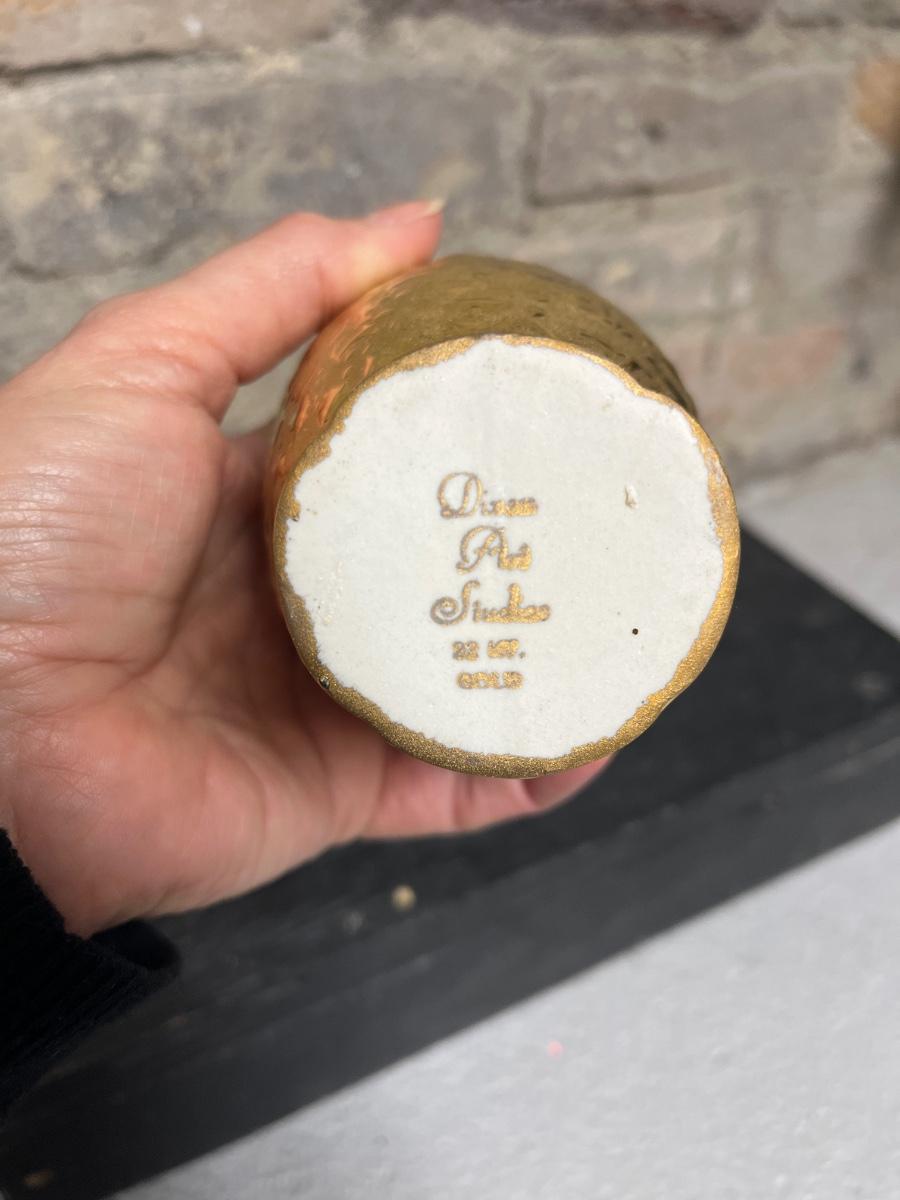 Dixon
Art
Studios
22 KT.
GOLD